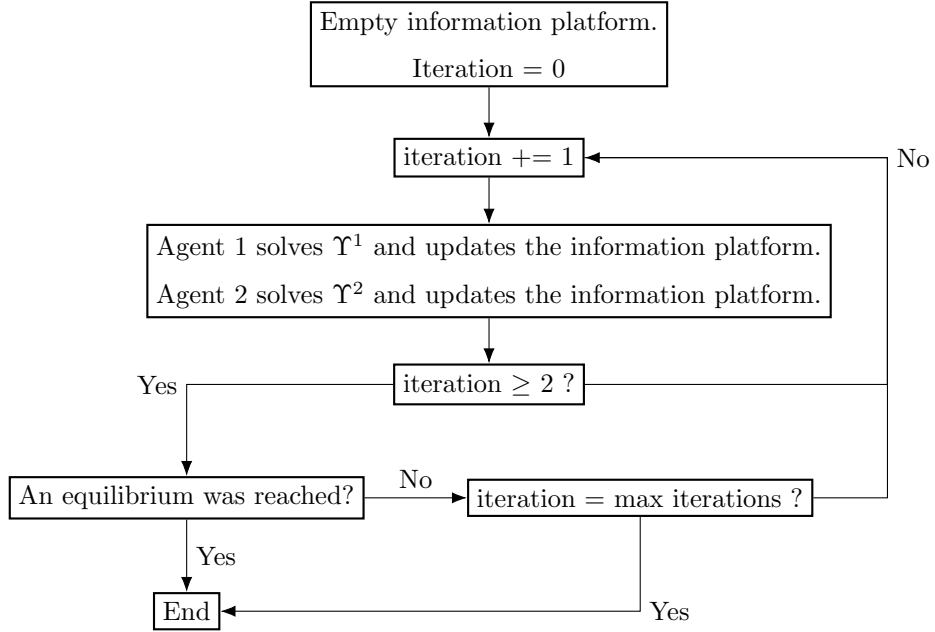 Empty information platform.
Iteration = 0
iteration += 1
No
Agent 1 solves ϒ¹ and updates the information platform.
Agent 2 solves ϒ² and updates the information platform.
iteration ≥ 2 ?
Yes
An equilibrium was reached?
No
iteration = max iterations ?
Yes
End
Yes